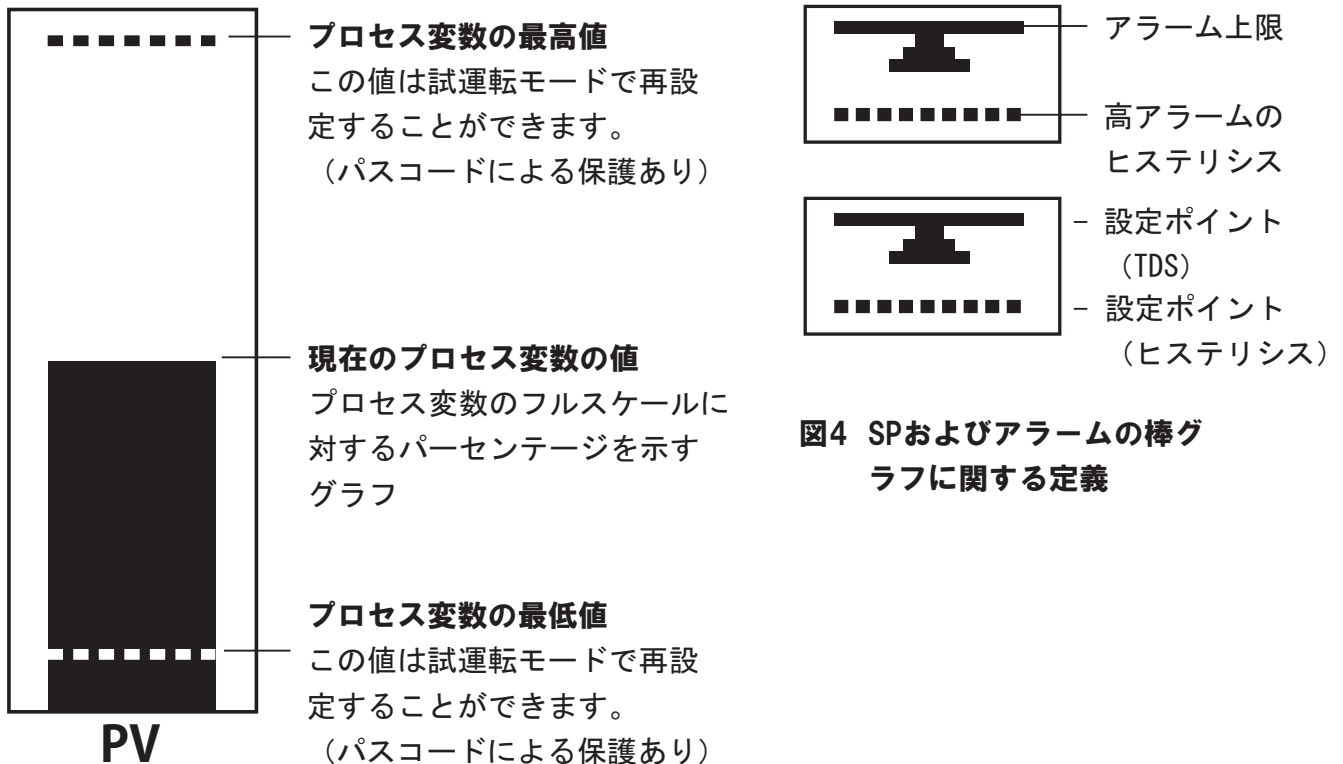 プロセス変数の最高値
この値は試運転モードで再設
定することができます。
（パスコードによる保護あり）
現在のプロセス変数の値
プロセス変数のフルスケールに
対するパーセンテージを示す
グラフ
プロセス変数の最低値
この値は試運転モードで再設
定することができます。
（パスコードによる保護あり）
PV
アラーム上限
高アラームの
ヒステリシス
設定ポイント
（TDS）
設定ポイント
（ヒステリシス）
図4 SPおよびアラームの棒グ
ラフに関する定義